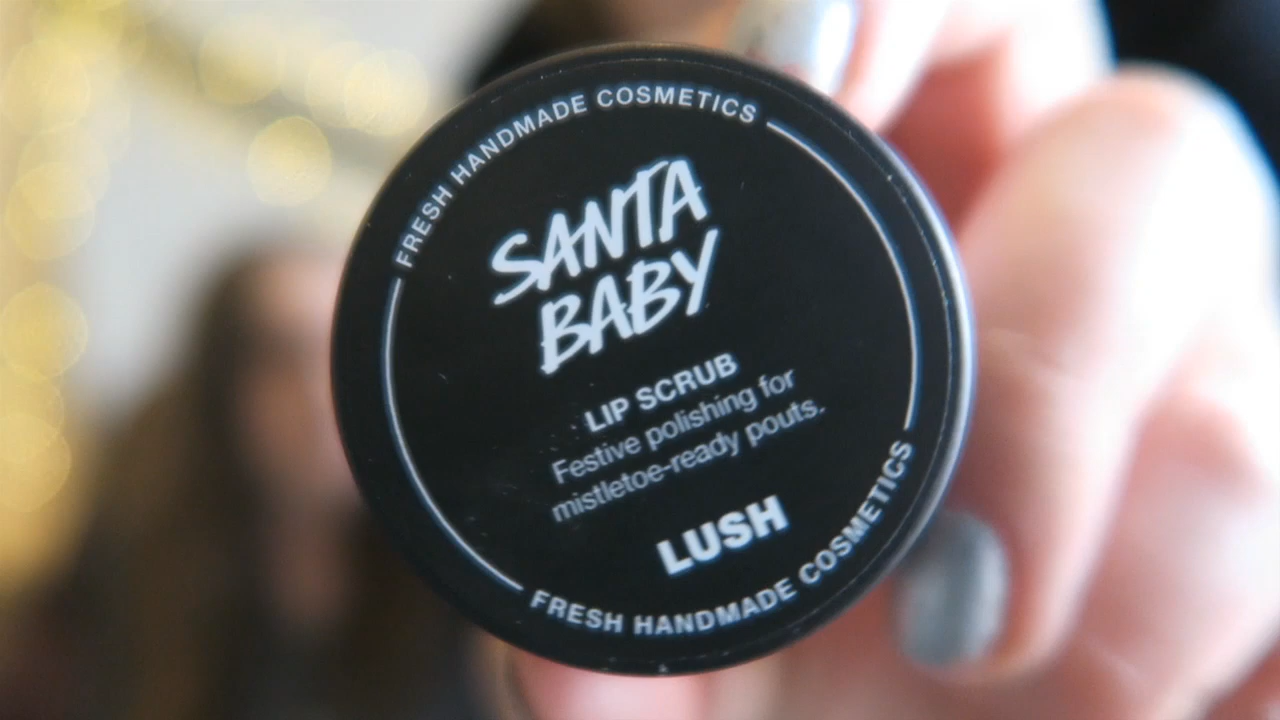 FRESH HANDMADE COSMETICS
SANTA
BABY
LIP SCRUB
Festive polishing for
mistletoe-ready pouts.
LUSH
FRESH HANDMADE COSMETICS